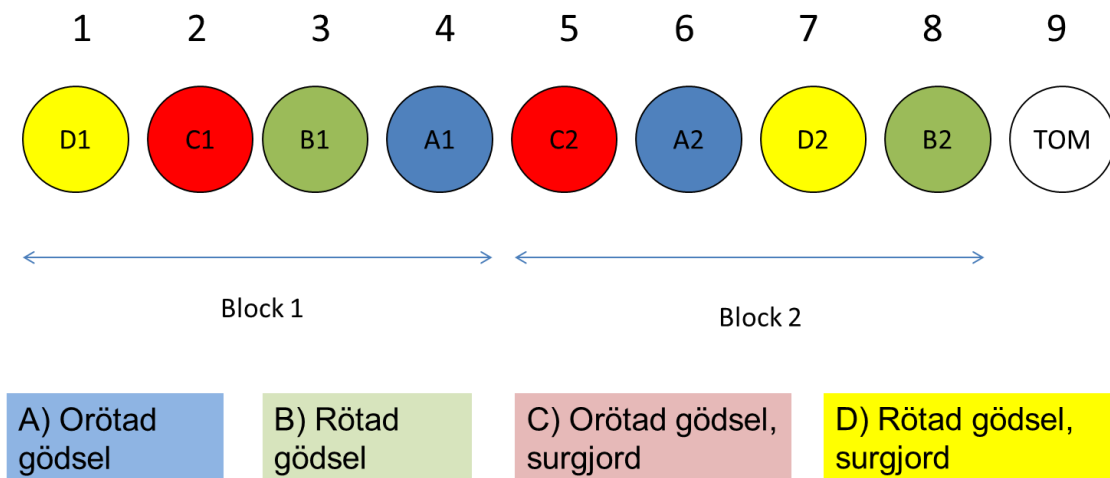 1 2 3 4 5 6 7 8 9
D1 C1 B1 A1 C2 A2 D2 B2 TOM
Block 1
Block 2
A) Orötad
gödsel
B) Rötad
gödsel
C) Orötad gödsel,
surgjord
D) Rötad gödsel,
surgjord